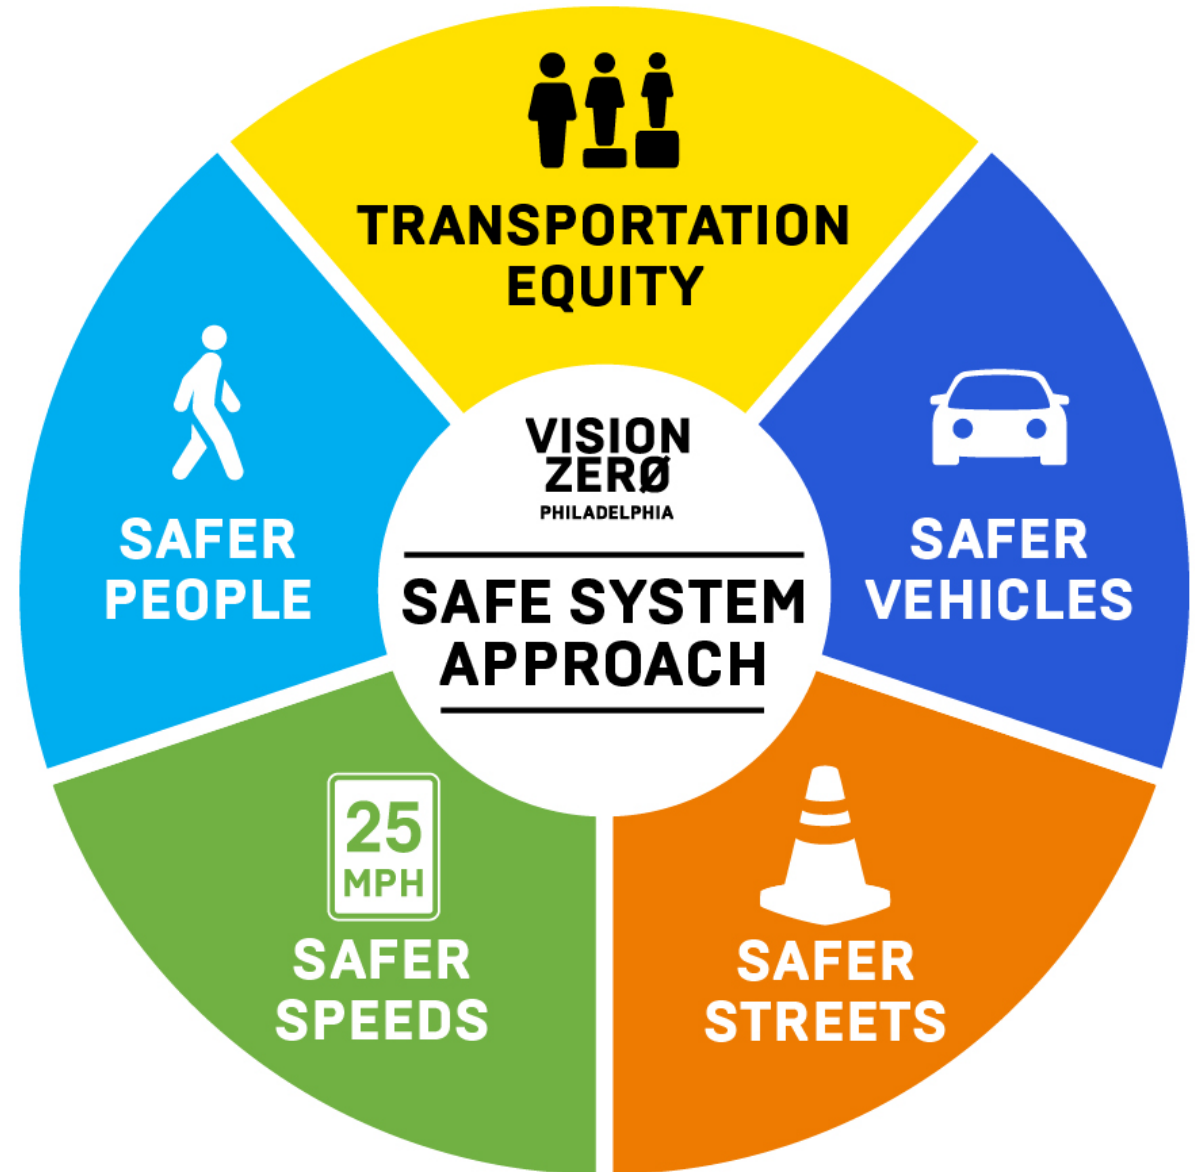 TRANSPORTATION
EQUITY
SAFER
VEHICLES
SAFER
STREETS
25
MPH
SAFER
SPEEDS
SAFER
PEOPLE
VISION
ZERØ
PHILADELPHIA
SAFE SYSTEM
APPROACH